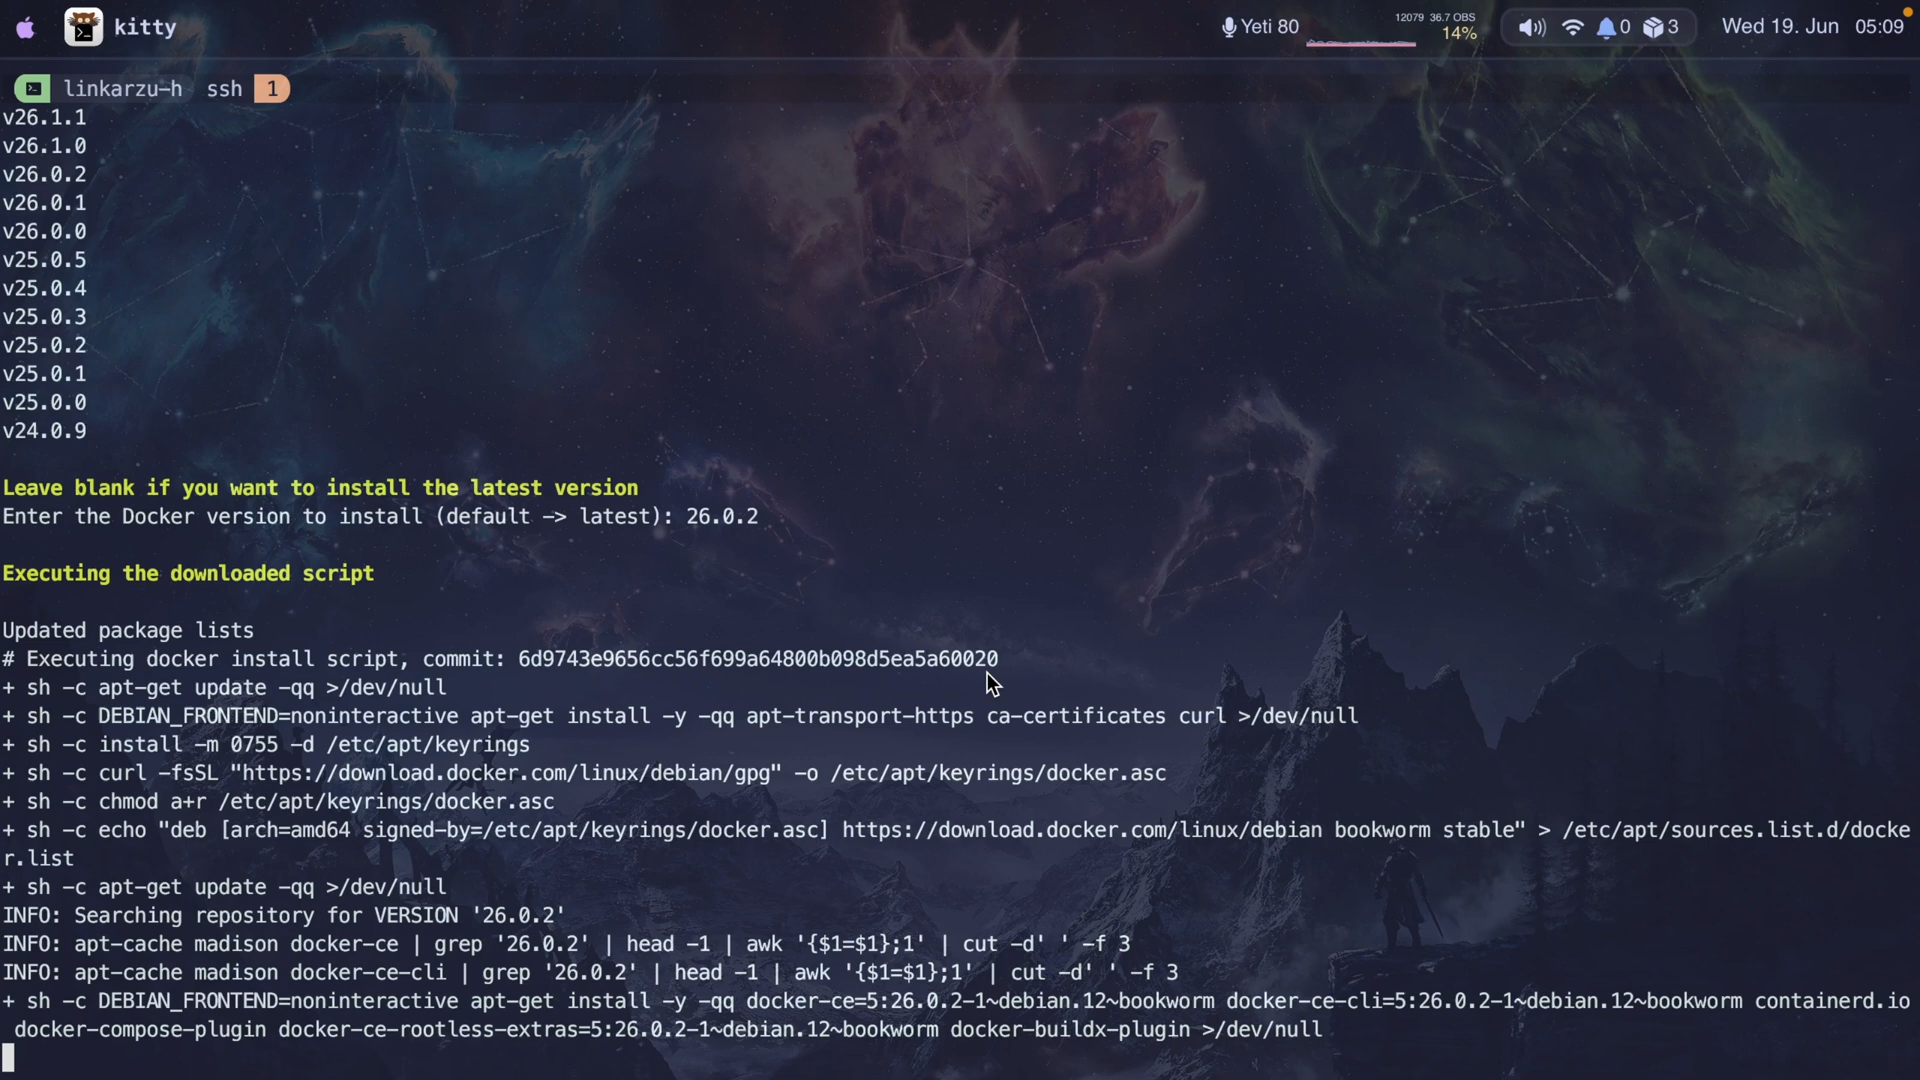 kitty
Yeti 80
12079 36.7 OBS
14%
0
3
Wed 19. Jun 05:09
linkarzu-h ssh 1
v26.1.1
v26.1.0
v26.0.2
v26.0.1
v26.0.0
v25.0.5
v25.0.4
v25.0.3
v25.0.2
v25.0.1
v25.0.0
v24.0.9
Leave blank if you want to install the latest version
Enter the Docker version to install (default -> latest): 26.0.2
Executing the downloaded script
Updated package lists
# Executing docker install script, commit: 6d9743e9656cc56f699a64800b098d5ea5a60020
+ sh -c apt-get update -qq >/dev/null
+ sh -c DEBIAN_FRONTEND=noninteractive apt-get install -y -qq apt-transport-https ca-certificates curl >/dev/null
+ sh -c install -m 0755 -d /etc/apt/keyrings
+ sh -c curl -fsSL "https://download.docker.com/linux/debian/gpg" -o /etc/apt/keyrings/docker.asc
+ sh -c chmod a+r /etc/apt/keyrings/docker.asc
+ sh -c echo "deb [arch=amd64 signed-by=/etc/apt/keyrings/docker.asc] https://download.docker.com/linux/debian bookworm stable" > /etc/apt/sources.list.d/docke
r.list
+ sh -c apt-get update -qq >/dev/null
INFO: Searching repository for VERSION '26.0.2'
INFO: apt-cache madison docker-ce | grep '26.0.2' | head -1 | awk '{$1=$1};1' | cut -d' ' -f 3
INFO: apt-cache madison docker-ce-cli | grep '26.0.2' | head -1 | awk '{$1=$1};1' | cut -d' ' -f 3
+ sh -c DEBIAN_FRONTEND=noninteractive apt-get install -y -qq docker-ce=5:26.0.2-1~debian.12~bookworm docker-ce-cli=5:26.0.2-1~debian.12~bookworm containerd.io
docker-compose-plugin docker-ce-rootless-extras=5:26.0.2-1~debian.12~bookworm docker-buildx-plugin >/dev/null